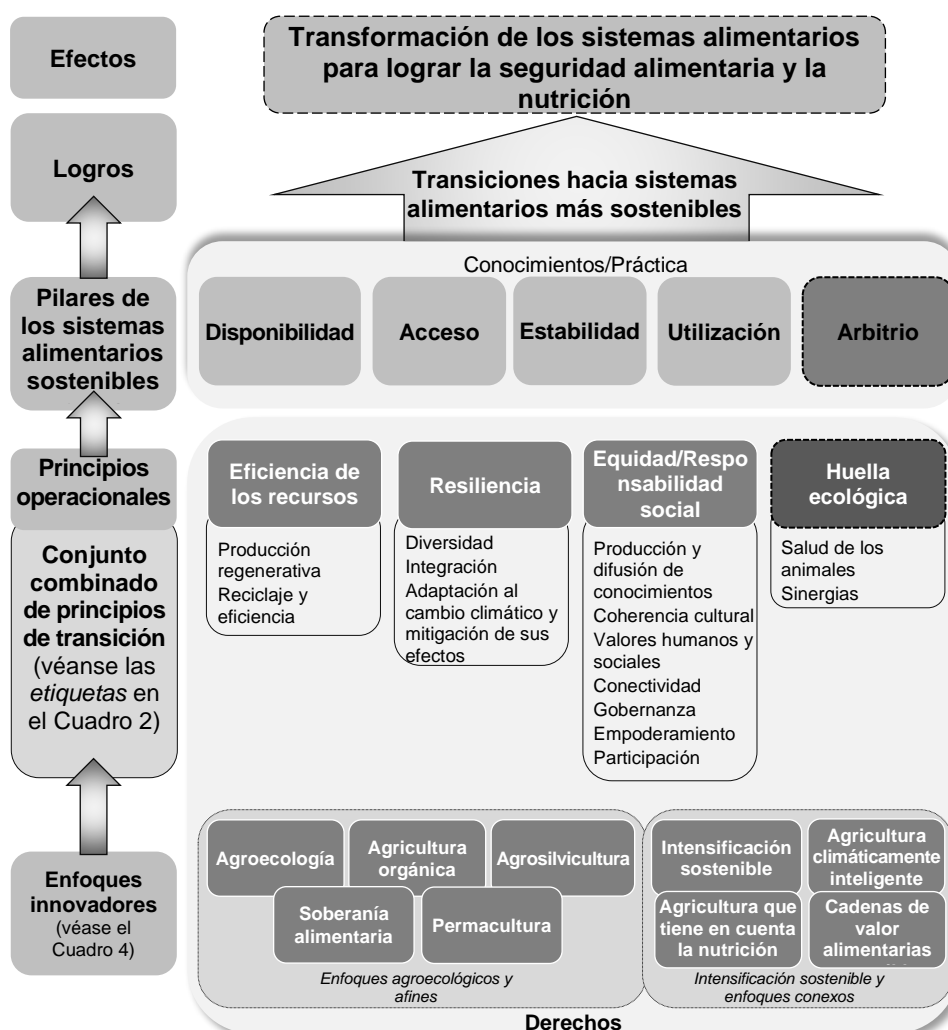 Efectos
Logros
Pilares de
los sistemas
alimentarios
sostenibles
Principios
operacionales
Conjunto
combinado
de principios
de transición
(véanse las
etiquetas en
el Cuadro 2)
Enfoques
innovadores
(véase el
Cuadro 4)
Transformación de los sistemas alimentarios
para lograr la seguridad alimentaria y la
nutrición
Transiciones hacia sistemas
alimentarios más sostenibles
Conocimientos/Práctica
Disponibilidad
Acceso
Estabilidad
Utilización
Arbitrio
Eficiencia de
los recursos
Producción
regenerativa
Reciclaje y
eficiencia
Resiliencia
Diversidad
Integración
Adaptación al
cambio climático y
mitigación de sus
efectos
Equidad/Respo
nsabilidad
social
Producción y
difusión de
conocimientos
Coherencia cultural
Valores humanos y
sociales
Conectividad
Gobernanza
Empoderamiento
Participación
Huella
ecológica
Salud de los
animales
Sinergias
Agroecología
Agricultura
orgánica
Agrosilvicultura
Soberanía
alimentaria
Permacultura
Enfoques agroecológicos y
afines
Intensificación
sostenible
Agricultura
climáticamente
inteligente
Agricultura que
tiene en cuenta
la nutrición
Cadenas de
valor
alimentarias
Intensificación sostenible y
enfoques conexos
Derechos